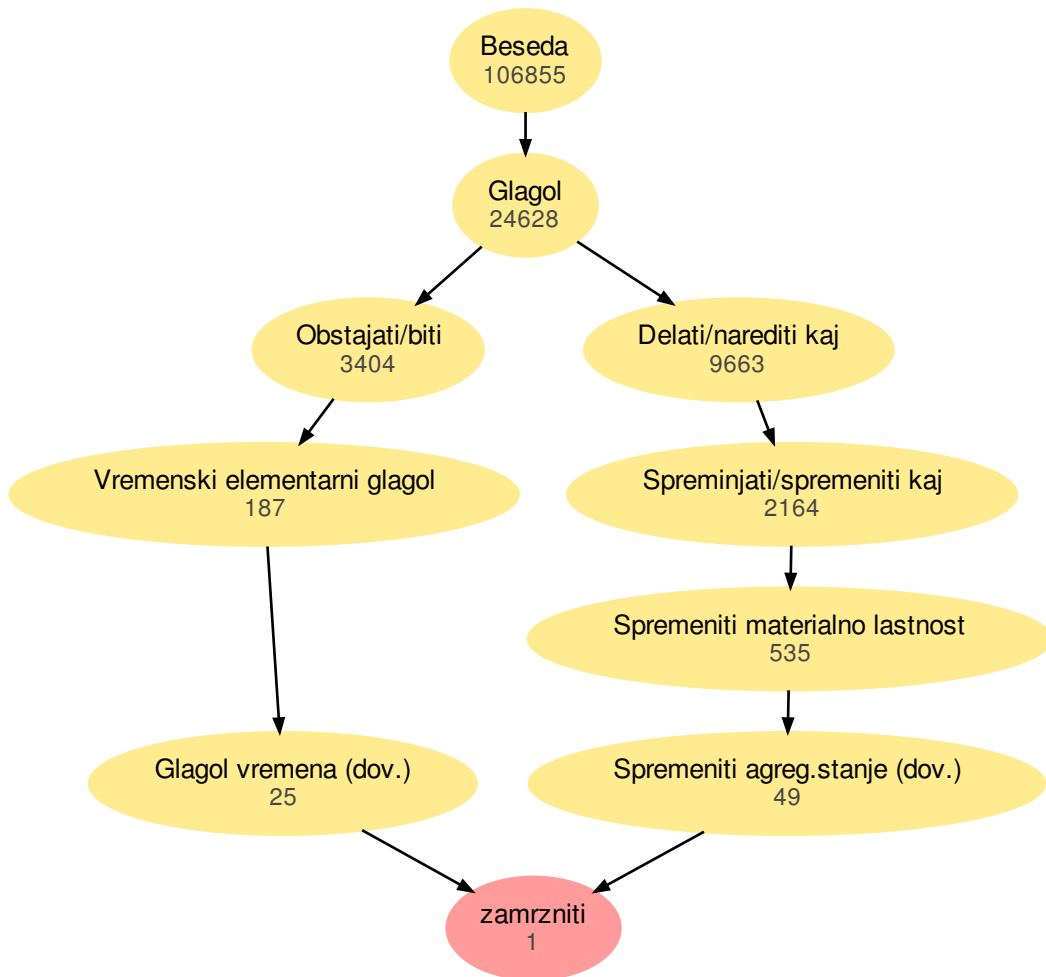 Beseda
106855
Glagol
24628
Obstajati/biti
3404
Delati/narediti kaj
9663
Vremenski elementarni glagol
187
Spreminjati/spremeniti kaj
2164
Spremeniti materialno lastnost
535
Glagol vremena (dov.)
25
Spremeniti agreg.stanje (dov.)
49
zamrzniti
1